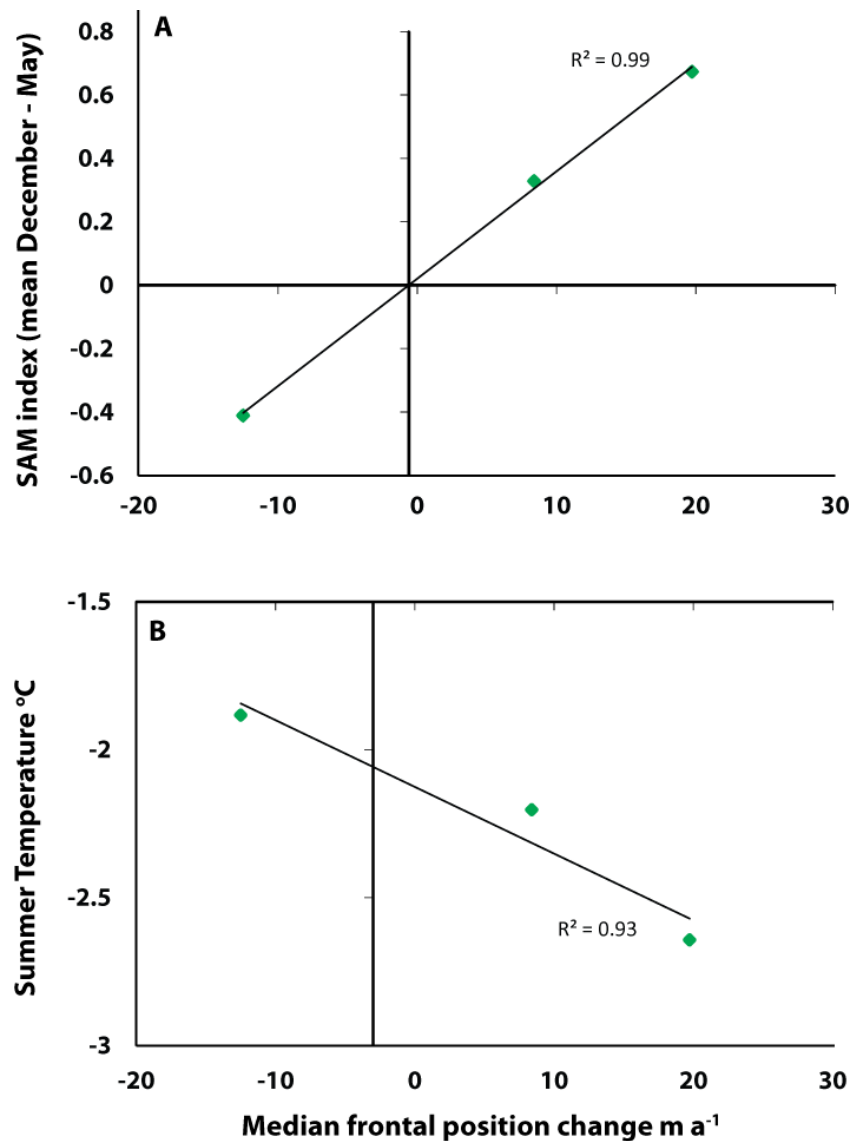 A
0.8
R² = 0.99
0.6
0.4
0.2
0
-0.2
-0.4
-0.6
SAM index (mean December - May)
-20 -10 0 10 20 30
-1.5
B
-2
-2.5
R² = 0.93
-3
Summer Temperature °C
-20 -10 0 10 20 30
Median frontal position change m a⁻¹